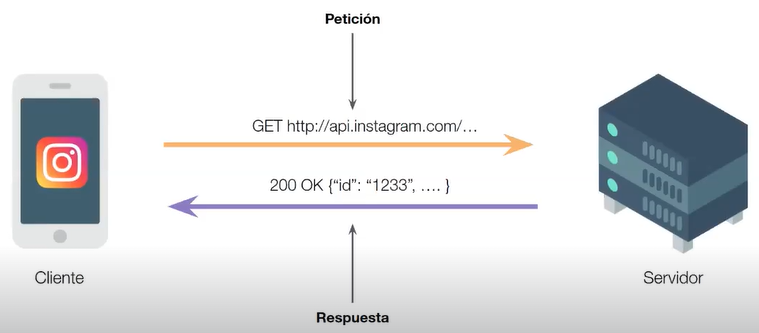 Petición
GET http://api.instagram.com/…
200 OK {“id”: “1233”, …. }
Cliente
Servidor
Respuesta